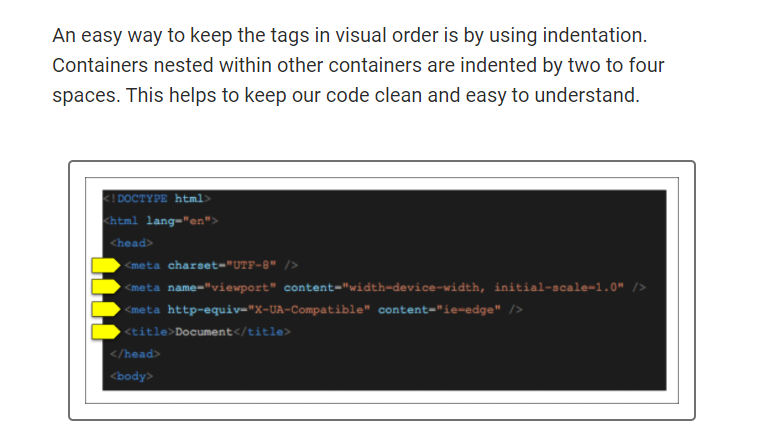 An easy way to keep the tags in visual order is by using indentation.
Containers nested within other containers are indented by two to four
spaces. This helps to keep our code clean and easy to understand.
<!DOCTYPE html>
<html lang="en">
<head>
<meta charset="UTF-8" />
<meta name="viewport" content="width=device-width, initial-scale=1.0" />
<meta http-equiv="X-UA-Compatible" content="ie=edge" />
<title>Document</title>
</head>
<body>